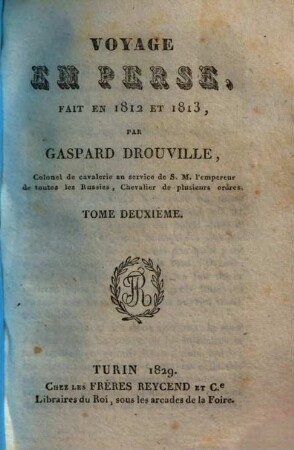 VOYAGE
EN PERSE,
FAIT EN 1812 ET 1813,
PAR
GASPARD DROUVILLE,
Colonel de cavalerie au service de S. M. l'empereur
de toutes les Russies, Chevalier de plusieurs ordres.
TOME DEUXIÈME.
TURIN 1829.
CHEZ LES FRÈRES REYCEND ET C.e
Libraires du Roi, sous les arcades de la Foire.